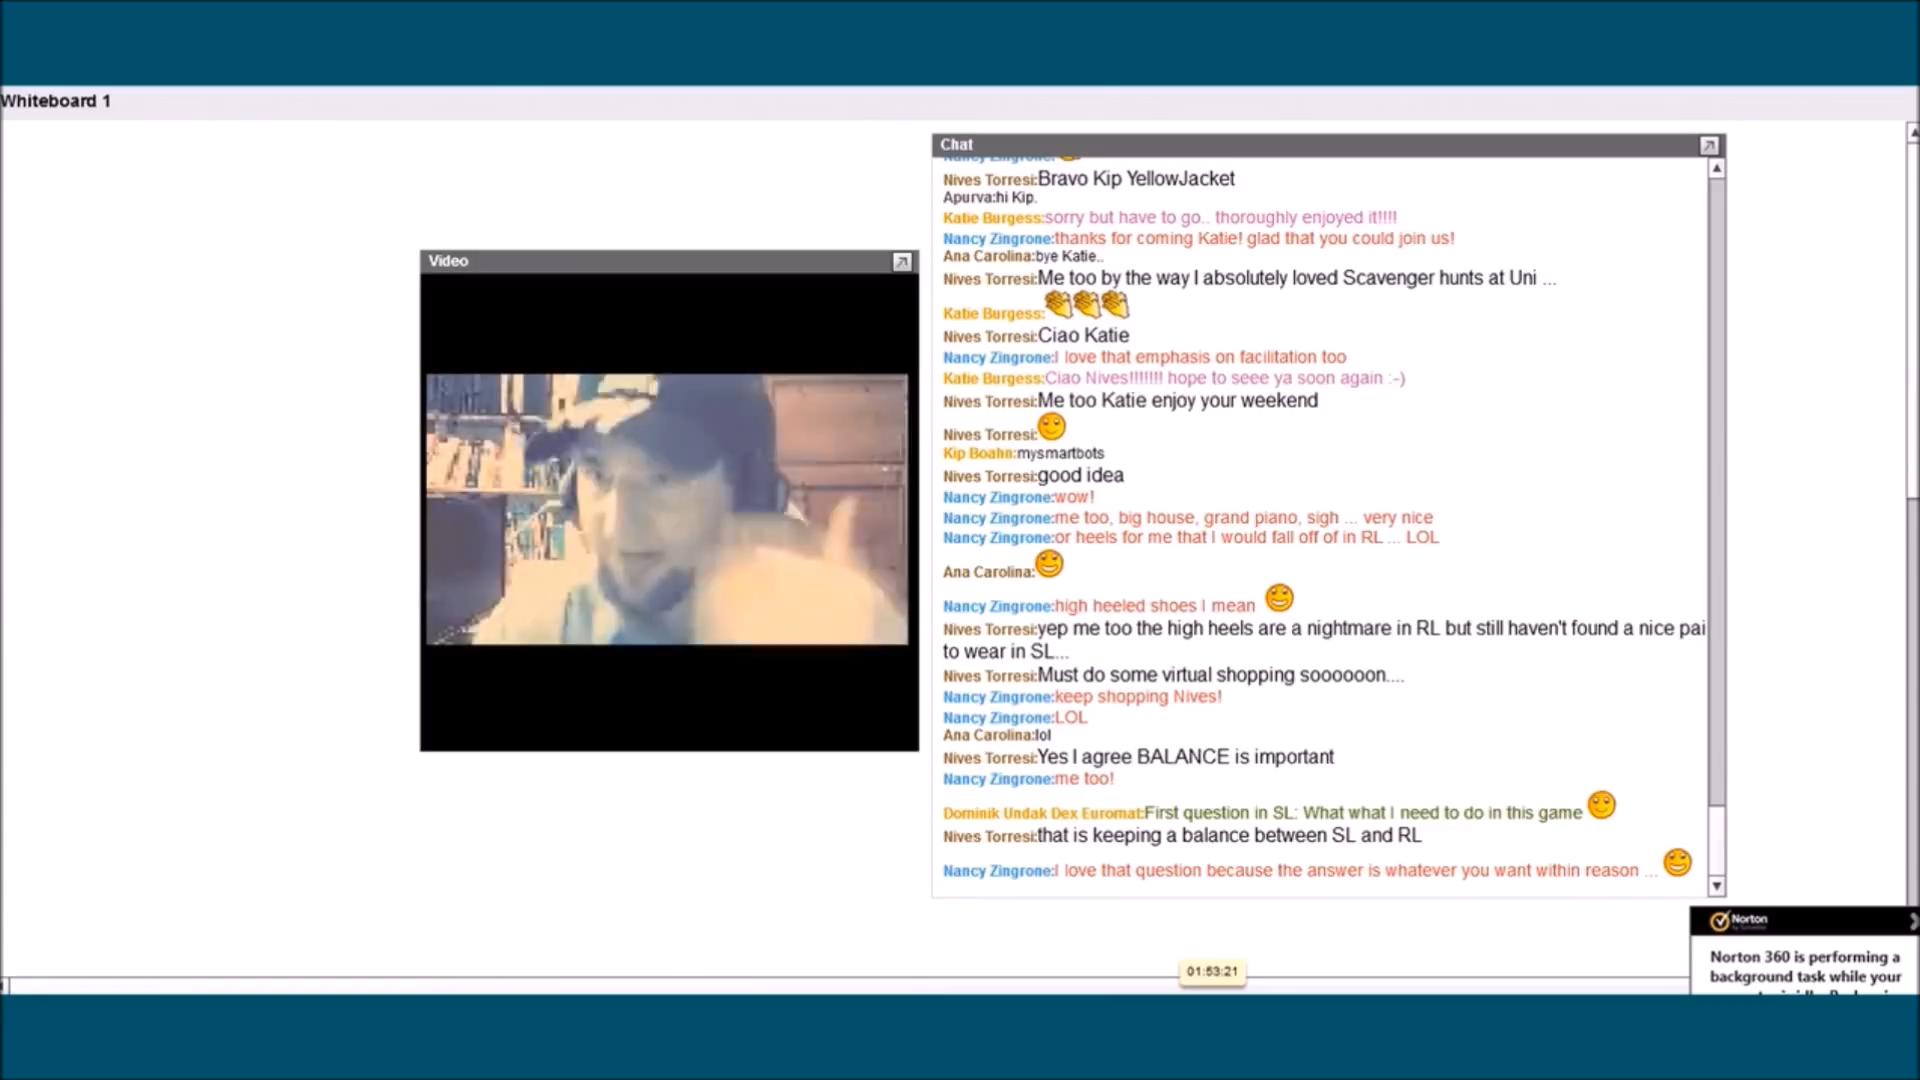 Whiteboard 1
Video
Chat
Nancy Zingrone:
Nives Torresi:Bravo Kip YellowJacket
Apurva:hi Kip.
Katie Burgess:sorry but have to go.. thoroughly enjoyed it!!!!
Nancy Zingrone:thanks for coming Katie! glad that you could join us!
Ana Carolina:bye Katie..
Nives Torresi:Me too by the way I absolutely loved Scavenger hunts at Uni ...
Katie Burgess:
Nives Torresi:Ciao Katie
Nancy Zingrone:I love that emphasis on facilitation too
Katie Burgess:Ciao Nives!!!!!!! hope to seee ya soon again :-)
Nives Torresi:Me too Katie enjoy your weekend
Nives Torresi:
Kip Boahn:mysmartbots
Nives Torresi:good idea
Nancy Zingrone:wow!
Nancy Zingrone:me too, big house, grand piano, sigh ... very nice
Nancy Zingrone:or heels for me that I would fall off of in RL ... LOL
Ana Carolina:
Nancy Zingrone:high heeled shoes I mean
Nives Torresi:yep me too the high heels are a nightmare in RL but still haven't found a nice pai
to wear in SL...
Nives Torresi:Must do some virtual shopping soooooon....
Nancy Zingrone:keep shopping Nives!
Nancy Zingrone:LOL
Ana Carolina:lol
Nives Torresi:Yes I agree BALANCE is important
Nancy Zingrone:me too!
Dominik Undak Dex Euromat:First question in SL: What what I need to do in this game
Nives Torresi:that is keeping a balance between SL and RL
Nancy Zingrone:I love that question because the answer is whatever you want within reason ...
01:53:21
Norton
Norton 360 is performing a
background task while your